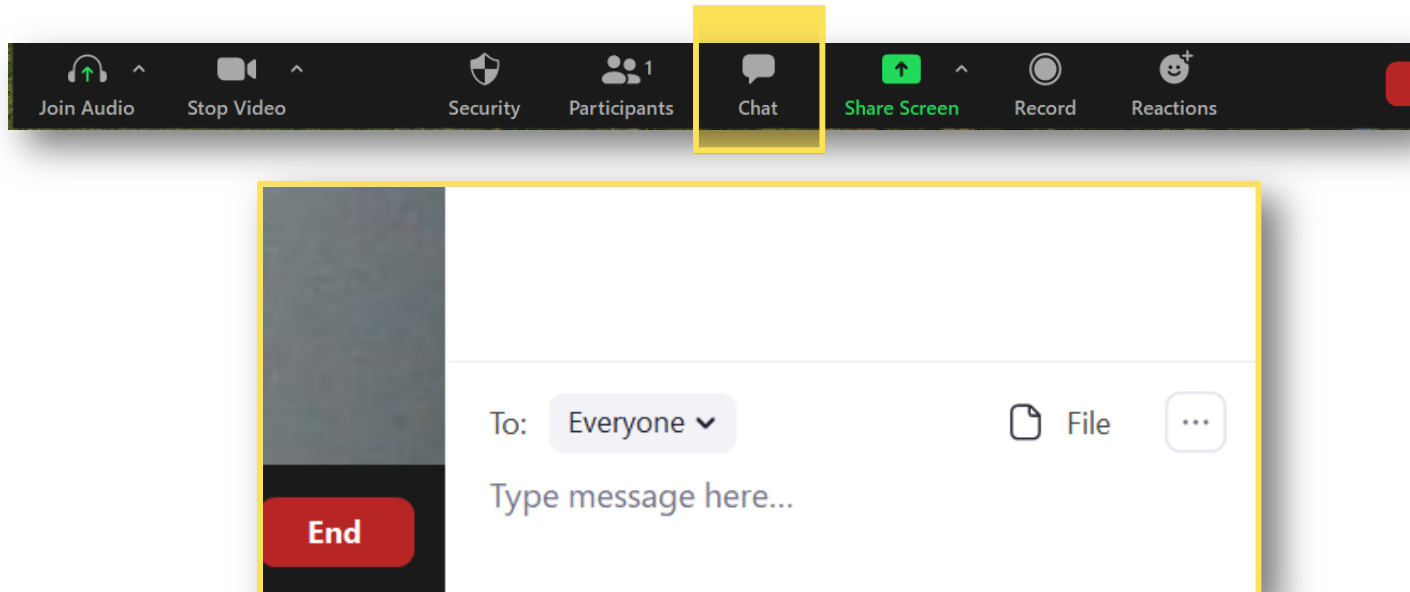 1
Join Audio Stop Video Security Participants Chat Share Screen Record Reactions
To: Everyone File ...
Type message here...
End